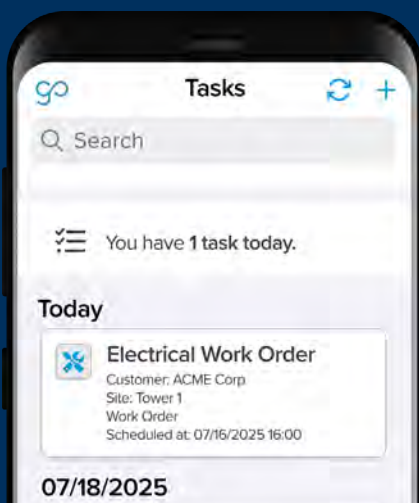 go
Tasks
Search
You have 1 task today.
Today
Electrical Work Order
Customer: ACME Corp
Site: Tower 1
Work Order
Scheduled at: 07/16/2025 16:00
07/18/2025